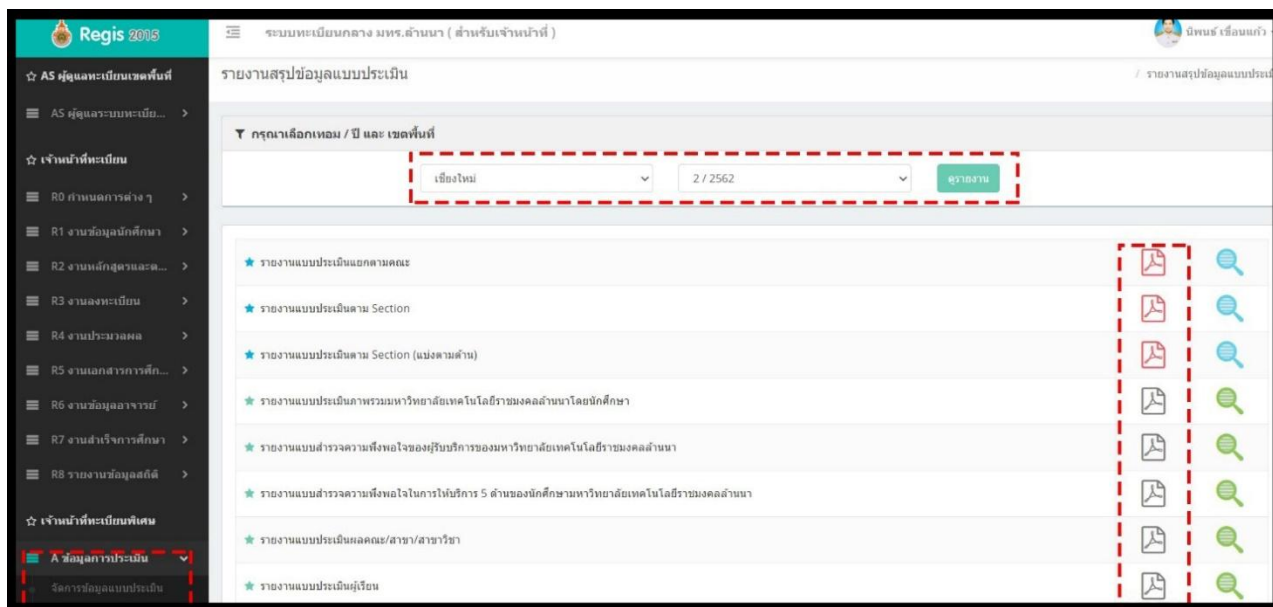 Regis 2015
ระบบทะเบียนกลาง มทร.ล้านนา ( สำหรับเจ้าหน้าที่ )
นิพนธ์ เชื่อนแก้ว
AS ผู้ดูแลทะเบียนเขตพื้นที่
AS ผู้ดูแลระบบทะเบีย...
เจ้าหน้าที่ทะเบียน
R0 กำหนดการต่าง ๆ
R1 งานข้อมูลนักศึกษา
R2 งานหลักสูตรและต...
R3 งานลงทะเบียน
R4 งานประมวลผล
R5 งานเอกสารการศึก...
R6 งานข้อมูลอาจารย์
R7 งานสำเร็จการศึกษา
R8 รายงานข้อมูลสถิติ
เจ้าหน้าที่ทะเบียนพิเศษ
A ข้อมูลการประเมิน
จัดการข้อมูลแบบประเมิน
รายงานสรุปข้อมูลแบบประเมิน
/ รายงานสรุปข้อมูลแบบประเมิ
กรุณาเลือกเทอม / ปี และ เขตพื้นที่
เชียงใหม่ 2 / 2562 ดูรายงาน
รายงานแบบประเมินแยกตามคณะ
รายงานแบบประเมินตาม Section
รายงานแบบประเมินตาม Section (แบ่งตามด้าน)
รายงานแบบประเมินภาพรวมมหาวิทยาลัยเทคโนโลยีราชมงคลล้านนาโดยนักศึกษา
รายงานแบบสำรวจความพึงพอใจของผู้รับบริการของมหาวิทยาลัยเทคโนโลยีราชมงคลล้านนา
รายงานแบบสำรวจความพึงพอใจในการให้บริการ 5 ด้านของนักศึกษามหาวิทยาลัยเทคโนโลยีราชมงคลล้านนา
รายงานแบบประเมินผลคณะ/สาขา/สาขาวิชา
รายงานแบบประเมินผู้เรียน